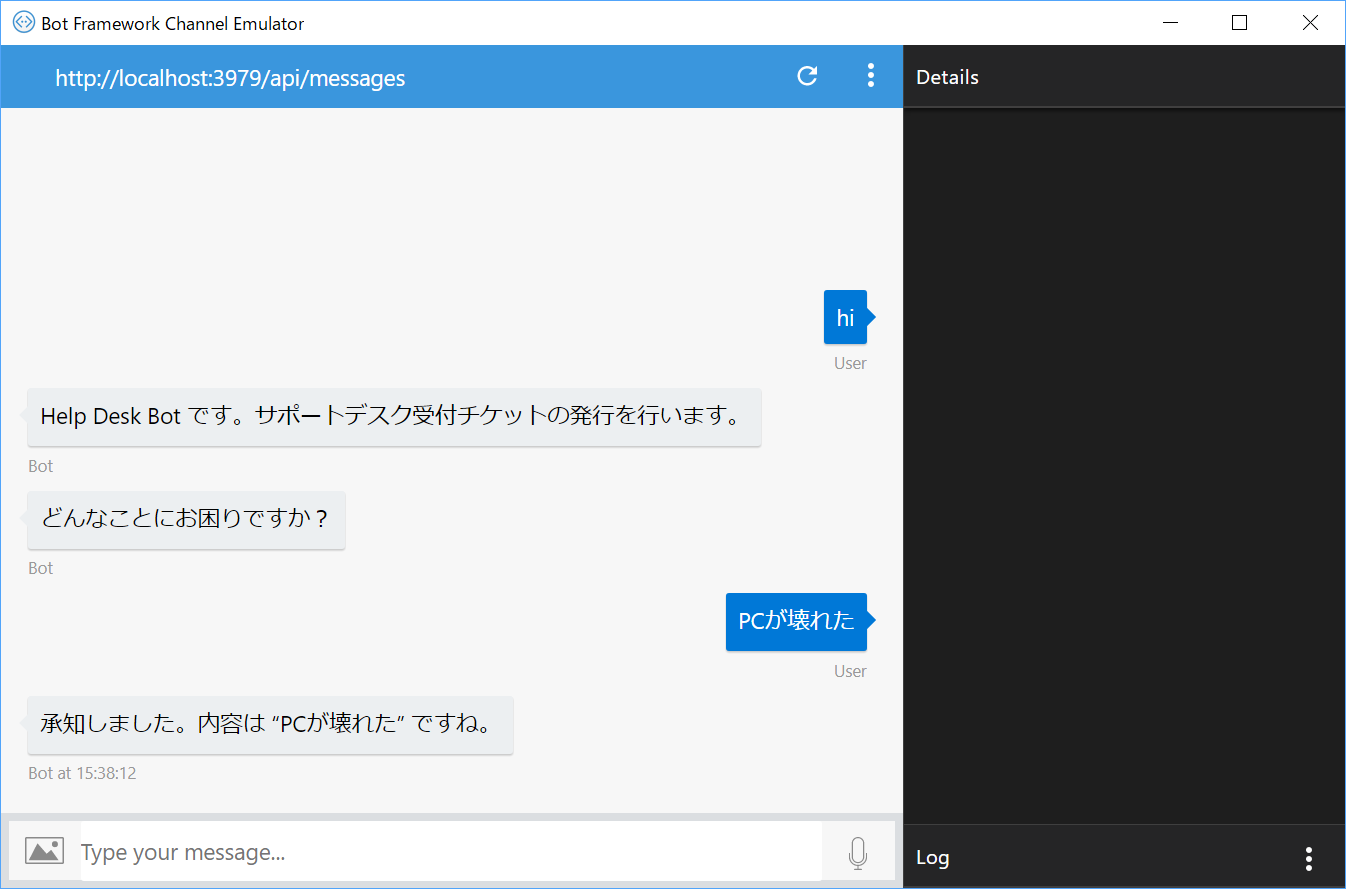 Bot Framework Channel Emulator
http://localhost:3979/api/messages
Details
hi
User
Help Desk Bot です。サポートデスク受付チケットの発行を行います。
Bot
どんなことにお困りですか？
Bot
PCが壊れた
User
承知しました。内容は “PCが壊れた” ですね。
Bot at 15:38:12
Type your message...
Log